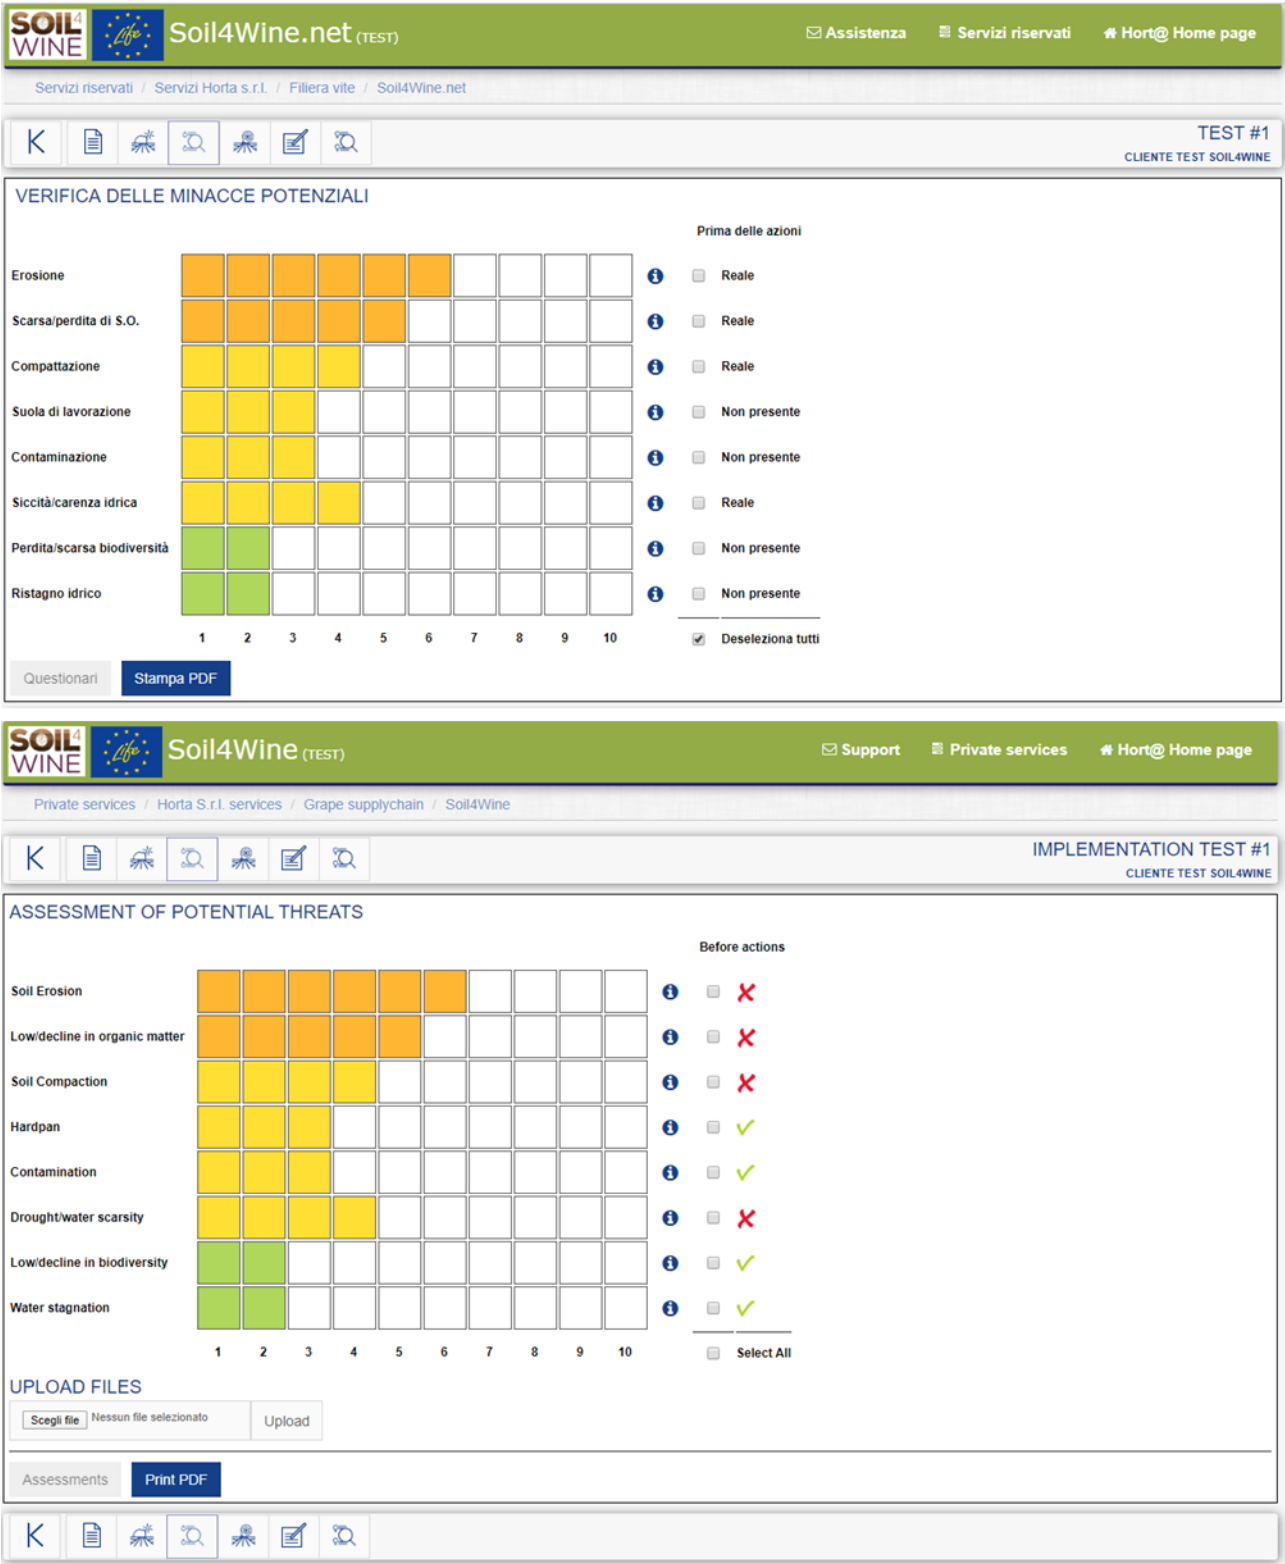 SOIL4
WINE
Life
Soil4Wine.net (TEST)
Assistenza
Servizi riservati
Hort@ Home page
Servizi riservati / Servizi Horta s.r.l. / Filiera vite / Soil4Wine.net
TEST #1
CLIENTE TEST SOIL4WINE
VERIFICA DELLE MINACCE POTENZIALI
Prima delle azioni
Erosione
Reale
Scarsa/perdita di S.O.
Reale
Compattazione
Reale
Suola di lavorazione
Non presente
Contaminazione
Non presente
Siccità/carenza idrica
Reale
Perdita/scarsa biodiversità
Non presente
Ristagno idrico
Non presente
1 2 3 4 5 6 7 8 9 10
Deseleziona tutti
Questionari
Stampa PDF
SOIL4
WINE
Life
Soil4Wine (TEST)
Support
Private services
Hort@ Home page
Private services / Horta S.r.l. services / Grape supplychain / Soil4Wine
IMPLEMENTATION TEST #1
CLIENTE TEST SOIL4WINE
ASSESSMENT OF POTENTIAL THREATS
Before actions
Soil Erosion
Low/decline in organic matter
Soil Compaction
Hardpan
Contamination
Drought/water scarsity
Low/decline in biodiversity
Water stagnation
1 2 3 4 5 6 7 8 9 10
Select All
UPLOAD FILES
Scegli file Nessun file selezionato
Upload
Assessments
Print PDF